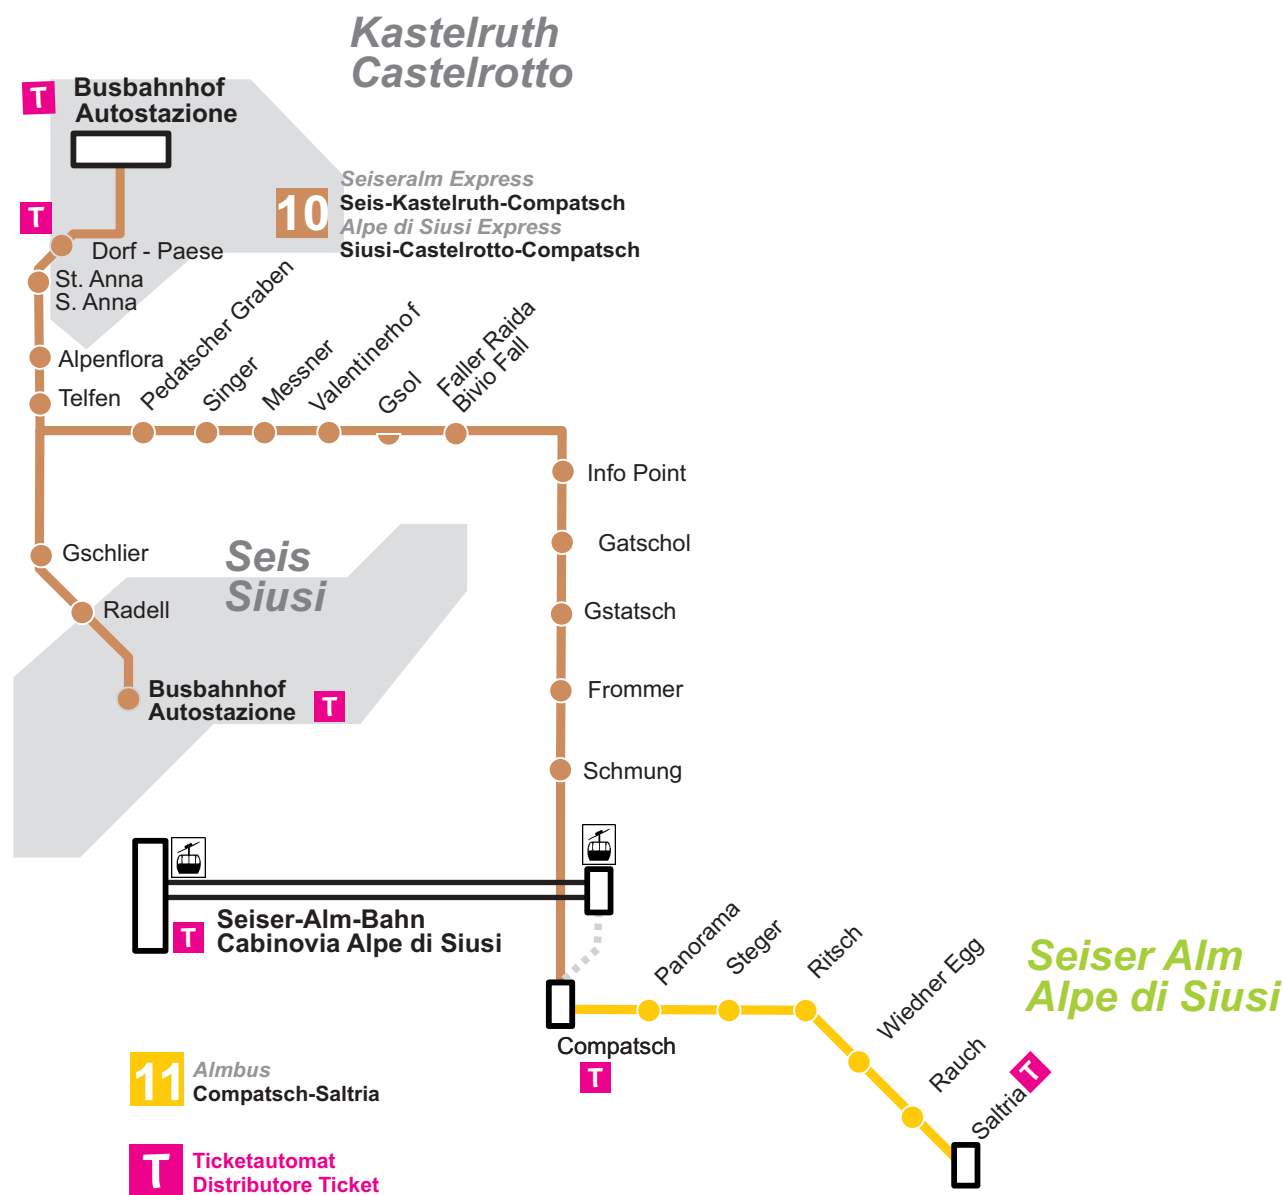 Kastelruth
Castelrotto
T
Busbahnhof
Autostazione
T
10
Seiseralm Express
Seis-Kastelruth-Compatsch
Alpe di Siusi Express
Siusi-Castelrotto-Compatsch
Dorf - Paese
St. Anna
S. Anna
Alpenflora
Telfen
Pedatscher Graben
Singer
Messner
Valentinerhof
Gsol
Faller Raida
Bivio Fall
Info Point
Gatschol
Gstatsch
Frommer
Schmung
Gschlier
Radell
Seis
Siusi
Busbahnhof
Autostazione
T
T
Seiser-Alm-Bahn
Cabinovia Alpe di Siusi
Compatsch
T
Panorama
Steger
Ritsch
Wiedner Egg
Rauch
Saltria
T
Seiser Alm
Alpe di Siusi
11
Almbus
Compatsch-Saltria
T
Ticketautomat
Distributore Ticket